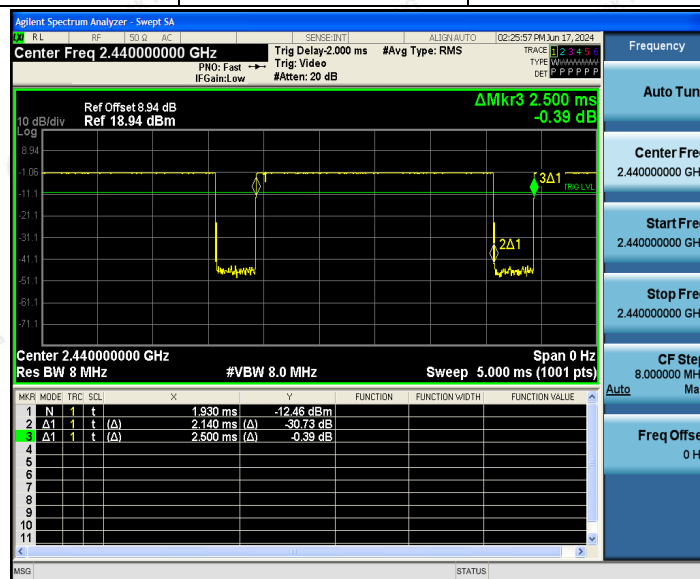 Agilent Spectrum Analyzer - Swept SA
LXI RL RF 50 Ω AC SENSE:INT ALIGN AUTO 02:25:57 PM Jun 17, 2024
Center Freq 2.440000000 GHz Trig Delay-2.000 ms #Avg Type: RMS TRACE 1 2 3 4 5 6
PNO: Fast Trig: Video TYPE W
IFGain:Low #Atten: 20 dB DET P P P P P P
Ref Offset 8.94 dB ΔMkr3 2.500 ms
10 dB/div Ref 18.94 dBm -0.39 dB
Log
8.94
-1.06
1
3Δ1
TRIG LVL
-11.1
-21.1
-31.1
2Δ1
-41.1
-51.1
-61.1
-71.1
Center 2.440000000 GHz Span 0 Hz
Res BW 8 MHz #VBW 8.0 MHz Sweep 5.000 ms (1001 pts)
MKR MODE TRC SCL X Y FUNCTION FUNCTION WIDTH FUNCTION VALUE
1 N 1 t 1.930 ms -12.46 dBm
2 Δ1 1 t (Δ) 2.140 ms (Δ) -30.73 dB
3 Δ1 1 t (Δ) 2.500 ms (Δ) -0.39 dB
4
5
6
7
8
9
10
11
MSG STATUS
Frequency
Auto Tun
Center Fre
2.440000000 GH
Start Fre
2.440000000 GH
Stop Fre
2.440000000 GH
CF Step
8.000000 MH
Auto Ma
Freq Offse
0 H